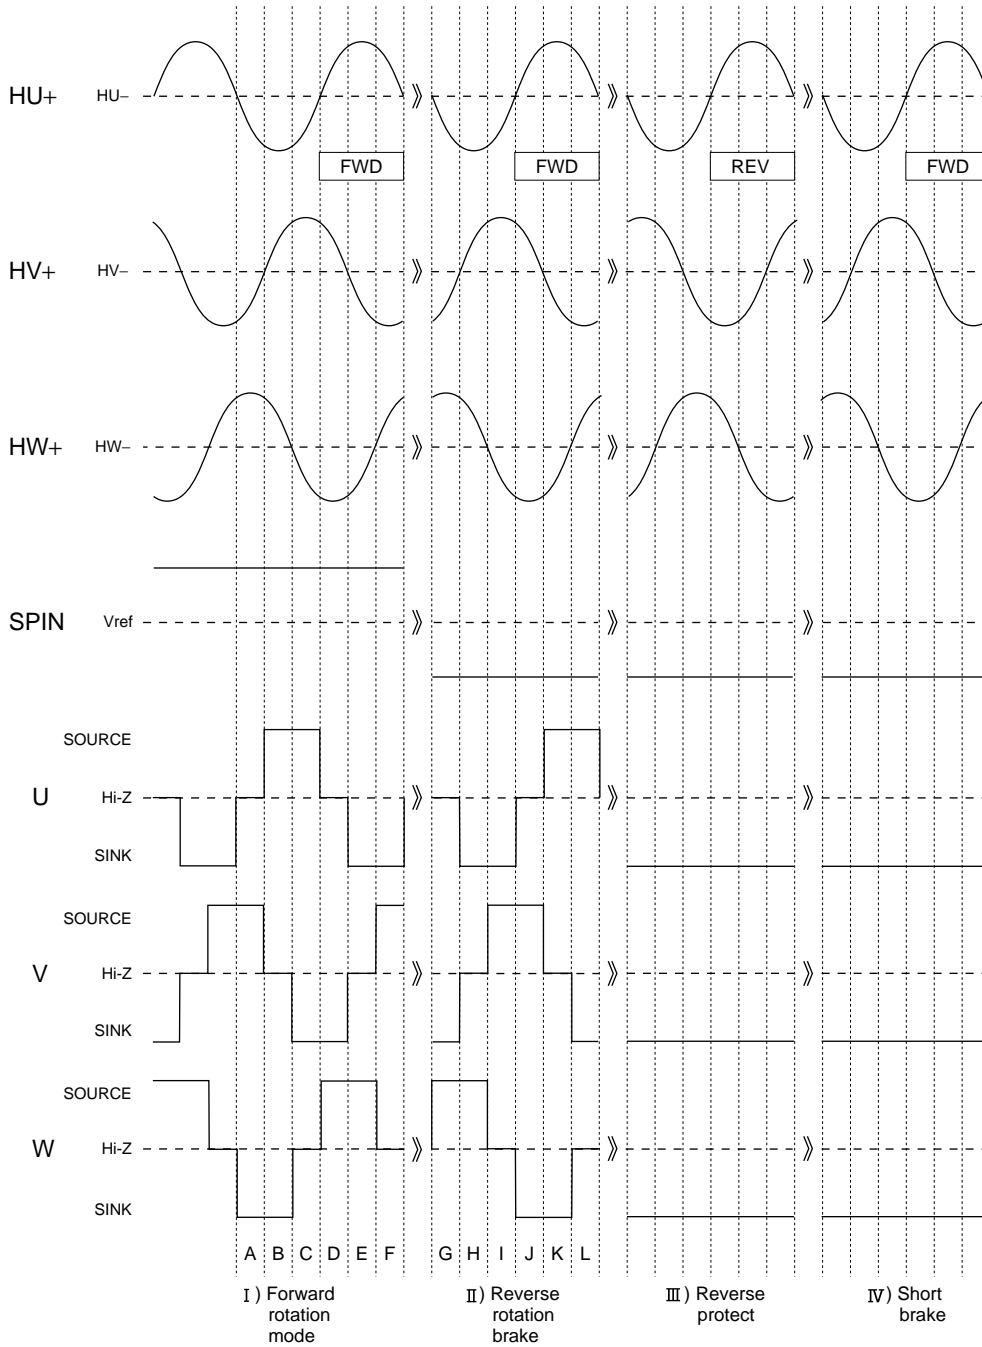 HU+ HU–
FWD FWD REV FWD
HV+ HV–
HW+ HW–
SPIN Vref
SOURCE
U Hi-Z
SINK
SOURCE
V Hi-Z
SINK
SOURCE
W Hi-Z
SINK
A B C D E F G H I J K L
Ⅰ) Forward
rotation
mode
Ⅱ) Reverse
rotation
brake
Ⅲ) Reverse
protect
Ⅳ) Short
brake